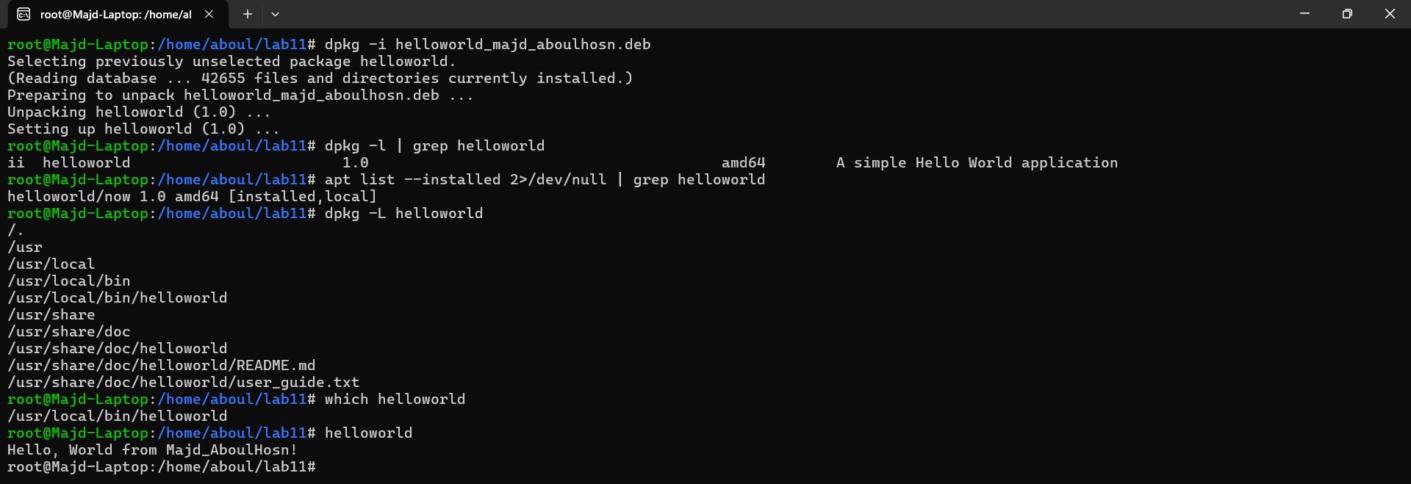 root@Majd-Laptop: /home/al
root@Majd-Laptop:/home/aboul/lab11# dpkg -i helloworld_majd_aboulhosn.deb
Selecting previously unselected package helloworld.
(Reading database ... 42655 files and directories currently installed.)
Preparing to unpack helloworld_majd_aboulhosn.deb ...
Unpacking helloworld (1.0) ...
Setting up helloworld (1.0) ...
root@Majd-Laptop:/home/aboul/lab11# dpkg -l | grep helloworld
ii  helloworld                        1.0                                        amd64        A simple Hello World application
root@Majd-Laptop:/home/aboul/lab11# apt list --installed 2>/dev/null | grep helloworld
helloworld/now 1.0 amd64 [installed,local]
root@Majd-Laptop:/home/aboul/lab11# dpkg -L helloworld
/.
/usr
/usr/local
/usr/local/bin
/usr/local/bin/helloworld
/usr/share
/usr/share/doc
/usr/share/doc/helloworld
/usr/share/doc/helloworld/README.md
/usr/share/doc/helloworld/user_guide.txt
root@Majd-Laptop:/home/aboul/lab11# which helloworld
/usr/local/bin/helloworld
root@Majd-Laptop:/home/aboul/lab11# helloworld
Hello, World from Majd_AboulHosn!
root@Majd-Laptop:/home/aboul/lab11#